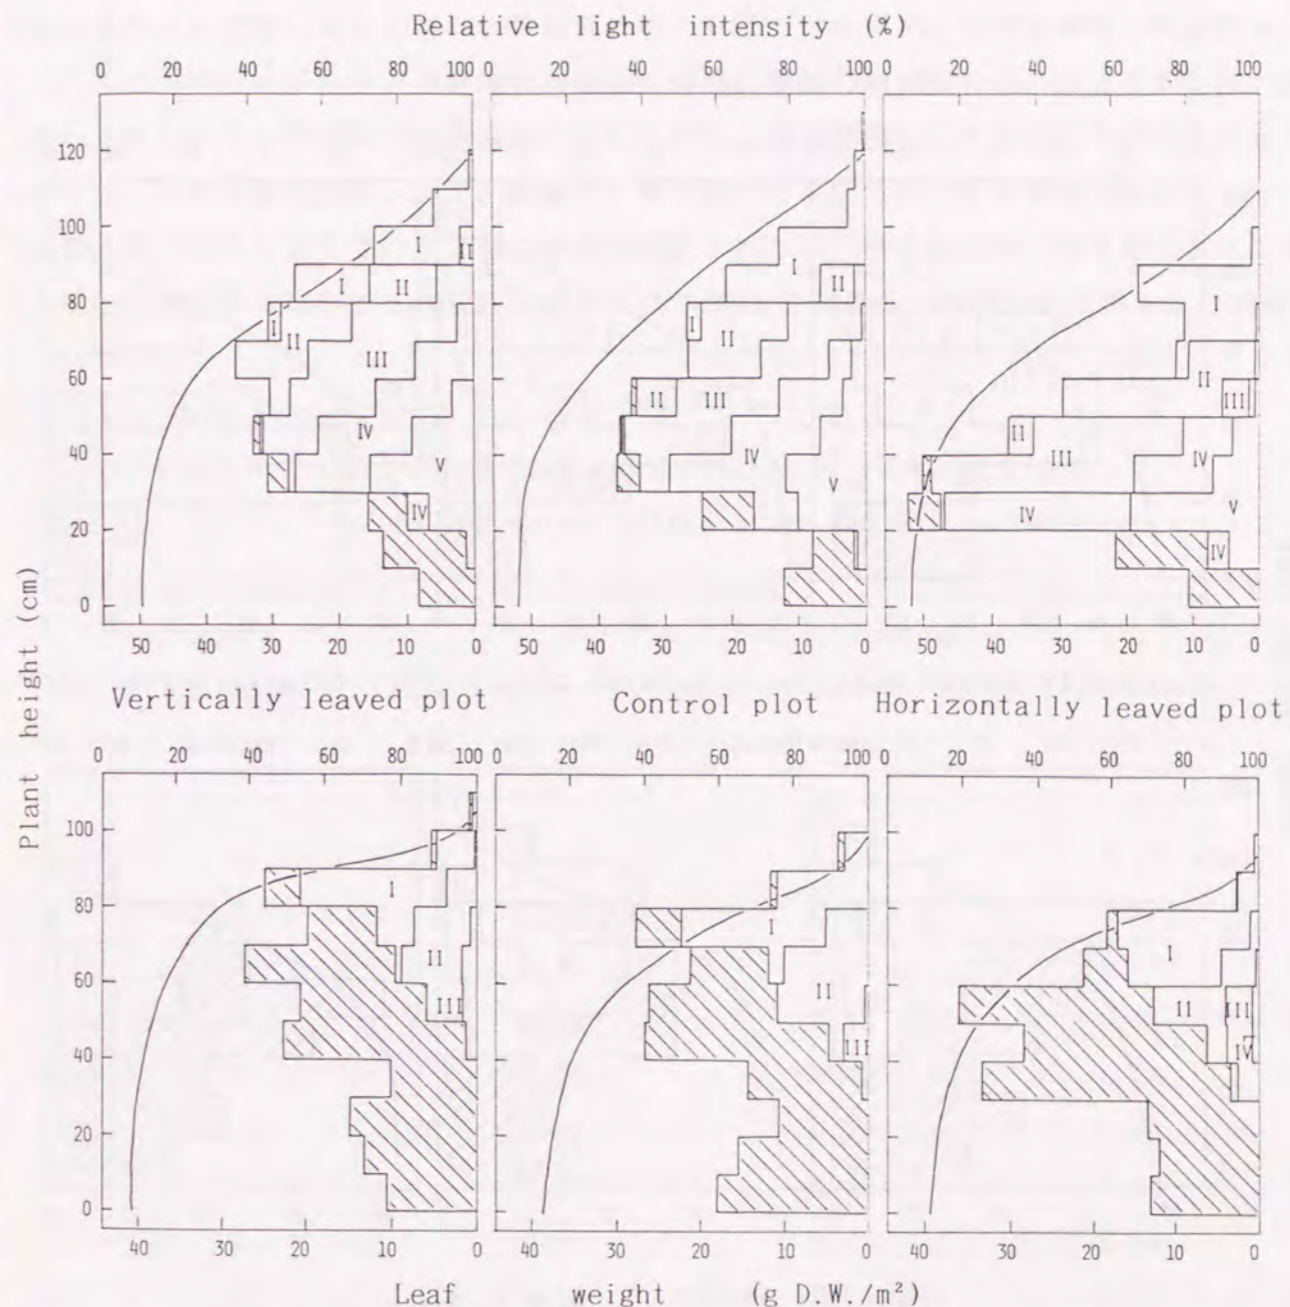 Relative light intensity (%)
0 20 40 60 80 100 0 20 40 60 80 100 0 20 40 60 80 100
120
100
80
60
40
20
0
I II
I II
I II III
IV
V
IV
I
II
I II
II III
IV
V
I
II
III
II III IV
IV V
IV
50 40 30 20 10 0 40 30 20 10 0 50 40 30 20 10 0
Vertically leaved plot Control plot Horizontally leaved plot
Plant height (cm)
0 20 40 60 80 100 0 20 40 60 80 100 0 20 40 60 80 100
100
80
60
40
20
0
I
II
III
I
II
III
I
II III
IV
40 30 20 10 0 30 20 10 0 40 30 20 10 0
Leaf weight (g D.W./m²)